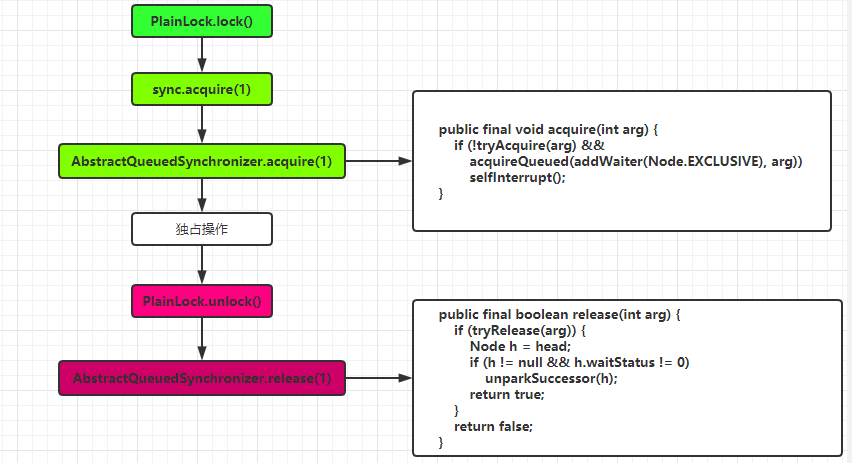 PlainLock.lock()
sync.acquire(1)
AbstractQueuedSynchronizer.acquire(1)
public final void acquire(int arg) {
if (!tryAcquire(arg) &&
acquireQueued(addWaiter(Node.EXCLUSIVE), arg))
selfInterrupt();
}
独占操作
PlainLock.unlock()
AbstractQueuedSynchronizer.release(1)
public final boolean release(int arg) {
if (tryRelease(arg)) {
Node h = head;
if (h != null && h.waitStatus != 0)
unparkSuccessor(h);
return true;
}
return false;
}